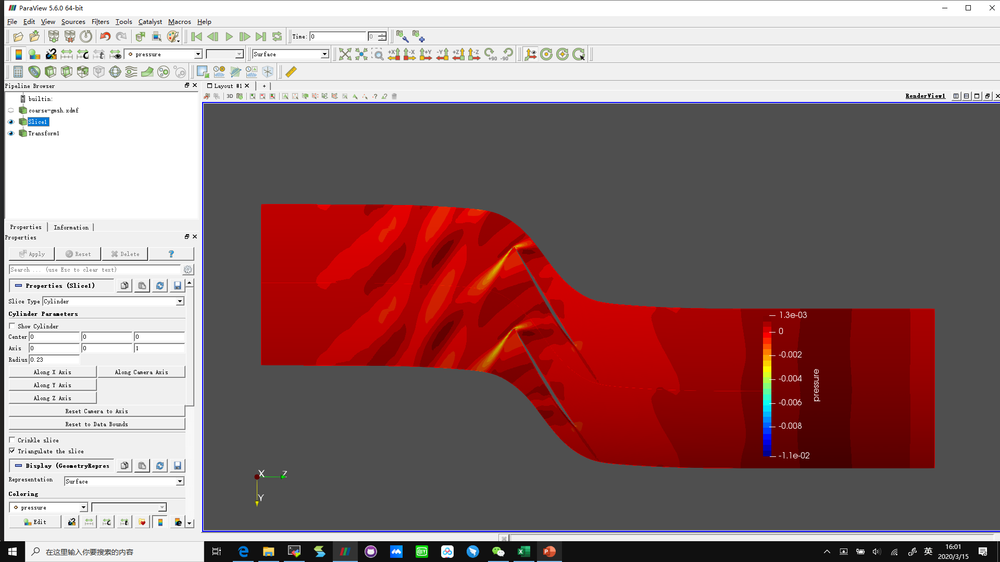 ParaView 5.6.0 64-bit
File Edit View Sources Filters Tools Catalyst Macros Help
Time: 0 0
pressure Surface +X -X +Y -Y +Z -Z +90 -90
Pipeline Browser
Layout #1 +
3D RenderView1
builtin:
coarse-gmsh.xdmf
Slice1
Transform1
Properties Information
Properties
Apply Reset Delete ?
Search ... (use Esc to clear text)
Properties (Slice1)
Slice Type Cylinder
Cylinder Parameters
Show Cylinder
Center 0 0 0
Axis 0 0 1
Radius 0.23
Along X Axis Along Camera Axis
Along Y Axis
Along Z Axis
Reset Camera to Axis
Reset to Data Bounds
Crinkle slice
Triangulate the slice
Display (GeometryRepres
Representation Surface
Coloring
pressure
Edit
1.3e-03
0
-0.002
-0.004
-0.006
-0.008
-1.1e-02
pressure
X Z
Y
在这里输入你要搜索的内容
iQIYI
英
16:01
2020/3/15